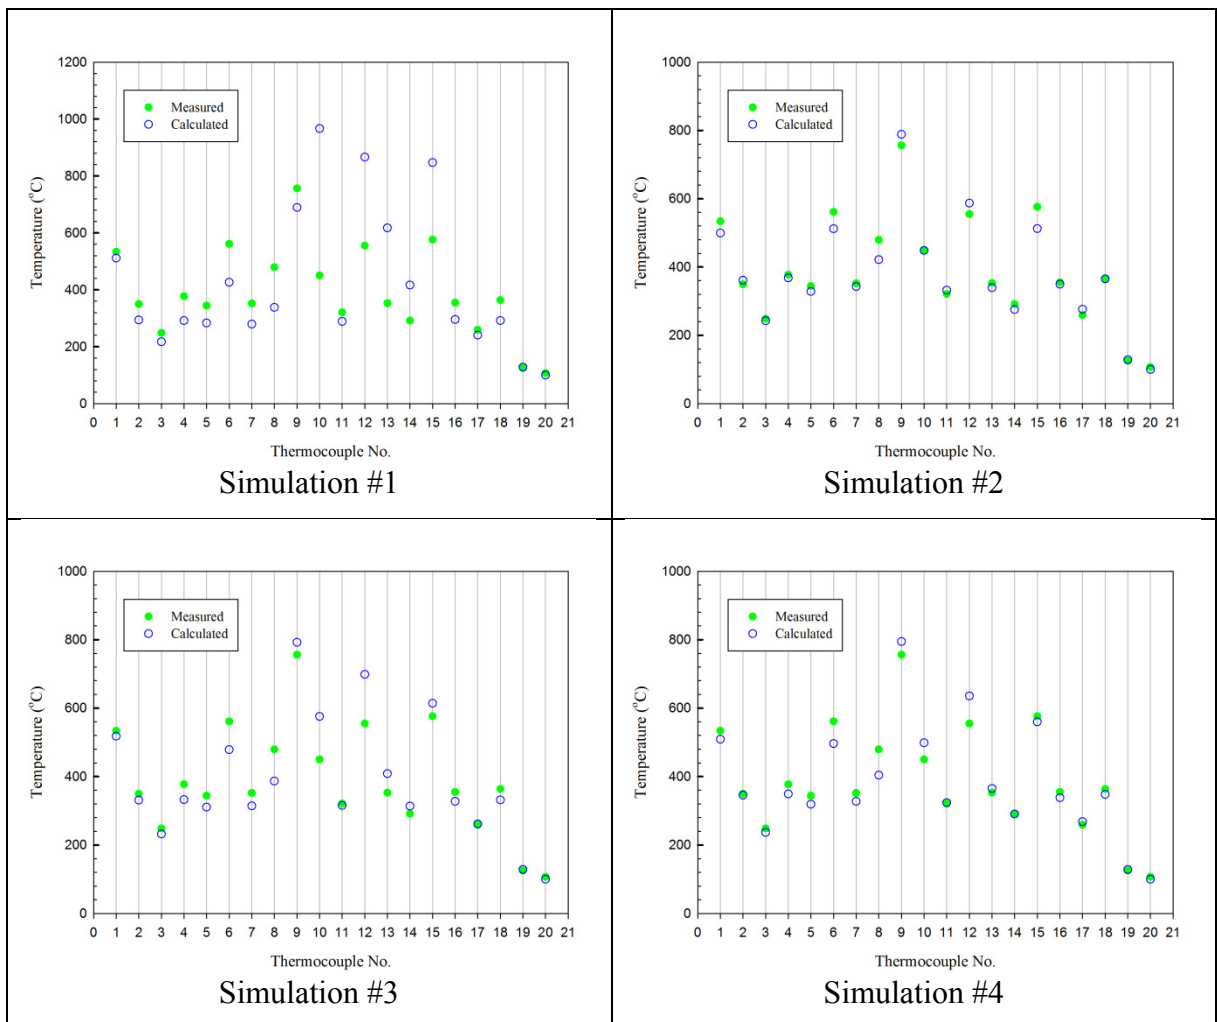 1200
1000
800
600
400
200
0
Temperature (°C)
Measured
Calculated
0 1 2 3 4 5 6 7 8 9 10 11 12 13 14 15 16 17 18 19 20 21
Thermocouple No.
Simulation #1
1000
800
600
400
200
0
Temperature (°C)
Measured
Calculated
0 1 2 3 4 5 6 7 8 9 10 11 12 13 14 15 16 17 18 19 20 21
Thermocouple No.
Simulation #2
1000
800
600
400
200
0
Temperature (°C)
Measured
Calculated
0 1 2 3 4 5 6 7 8 9 10 11 12 13 14 15 16 17 18 19 20 21
Thermocouple No.
Simulation #3
1000
800
600
400
200
0
Temperature (°C)
Measured
Calculated
0 1 2 3 4 5 6 7 8 9 10 11 12 13 14 15 16 17 18 19 20 21
Thermocouple No.
Simulation #4